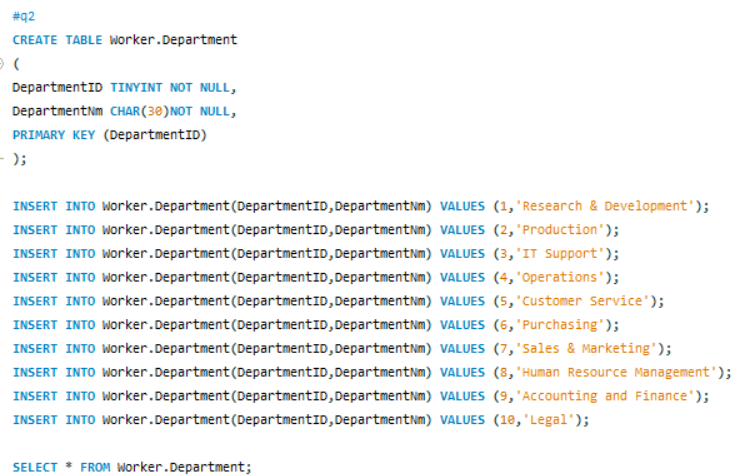 #q2
CREATE TABLE Worker.Department
(
DepartmentID TINYINT NOT NULL,
DepartmentNm CHAR(30)NOT NULL,
PRIMARY KEY (DepartmentID)
);
INSERT INTO Worker.Department(DepartmentID,DepartmentNm) VALUES (1,'Research & Development');
INSERT INTO Worker.Department(DepartmentID,DepartmentNm) VALUES (2,'Production');
INSERT INTO Worker.Department(DepartmentID,DepartmentNm) VALUES (3,'IT Support');
INSERT INTO Worker.Department(DepartmentID,DepartmentNm) VALUES (4,'Operations');
INSERT INTO Worker.Department(DepartmentID,DepartmentNm) VALUES (5,'Customer Service');
INSERT INTO Worker.Department(DepartmentID,DepartmentNm) VALUES (6,'Purchasing');
INSERT INTO Worker.Department(DepartmentID,DepartmentNm) VALUES (7,'Sales & Marketing');
INSERT INTO Worker.Department(DepartmentID,DepartmentNm) VALUES (8,'Human Resource Management');
INSERT INTO Worker.Department(DepartmentID,DepartmentNm) VALUES (9,'Accounting and Finance');
INSERT INTO Worker.Department(DepartmentID,DepartmentNm) VALUES (10,'Legal');
SELECT * FROM Worker.Department;